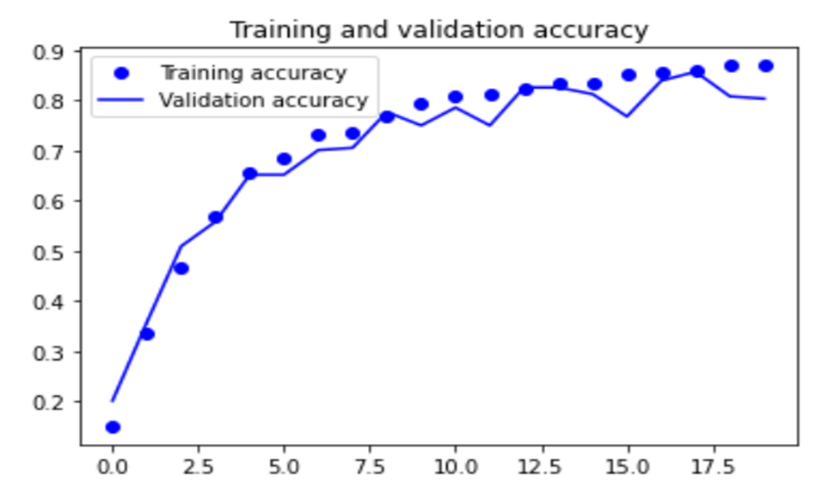 Training and validation accuracy
0.9
0.8
0.7
0.6
0.5
0.4
0.3
0.2
Training accuracy
Validation accuracy
0.0 2.5 5.0 7.5 10.0 12.5 15.0 17.5